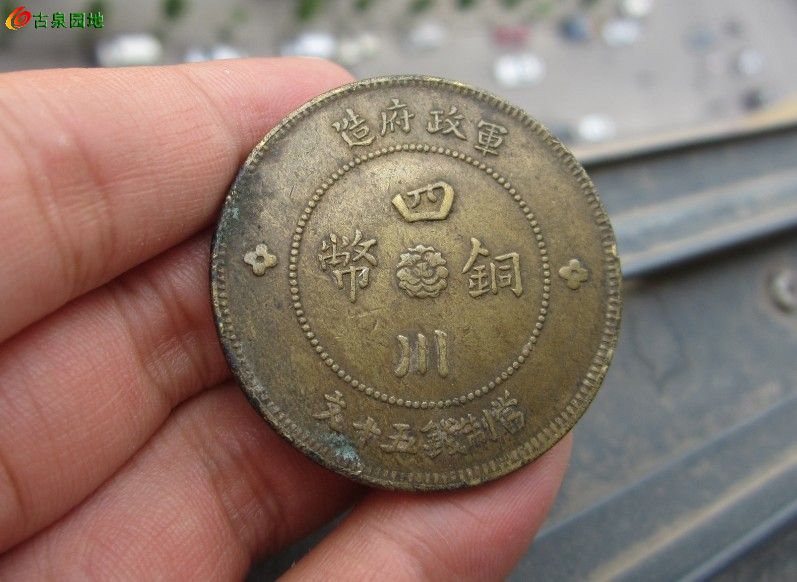 古泉园地
軍政府造
四川
銅幣
當制錢五十文